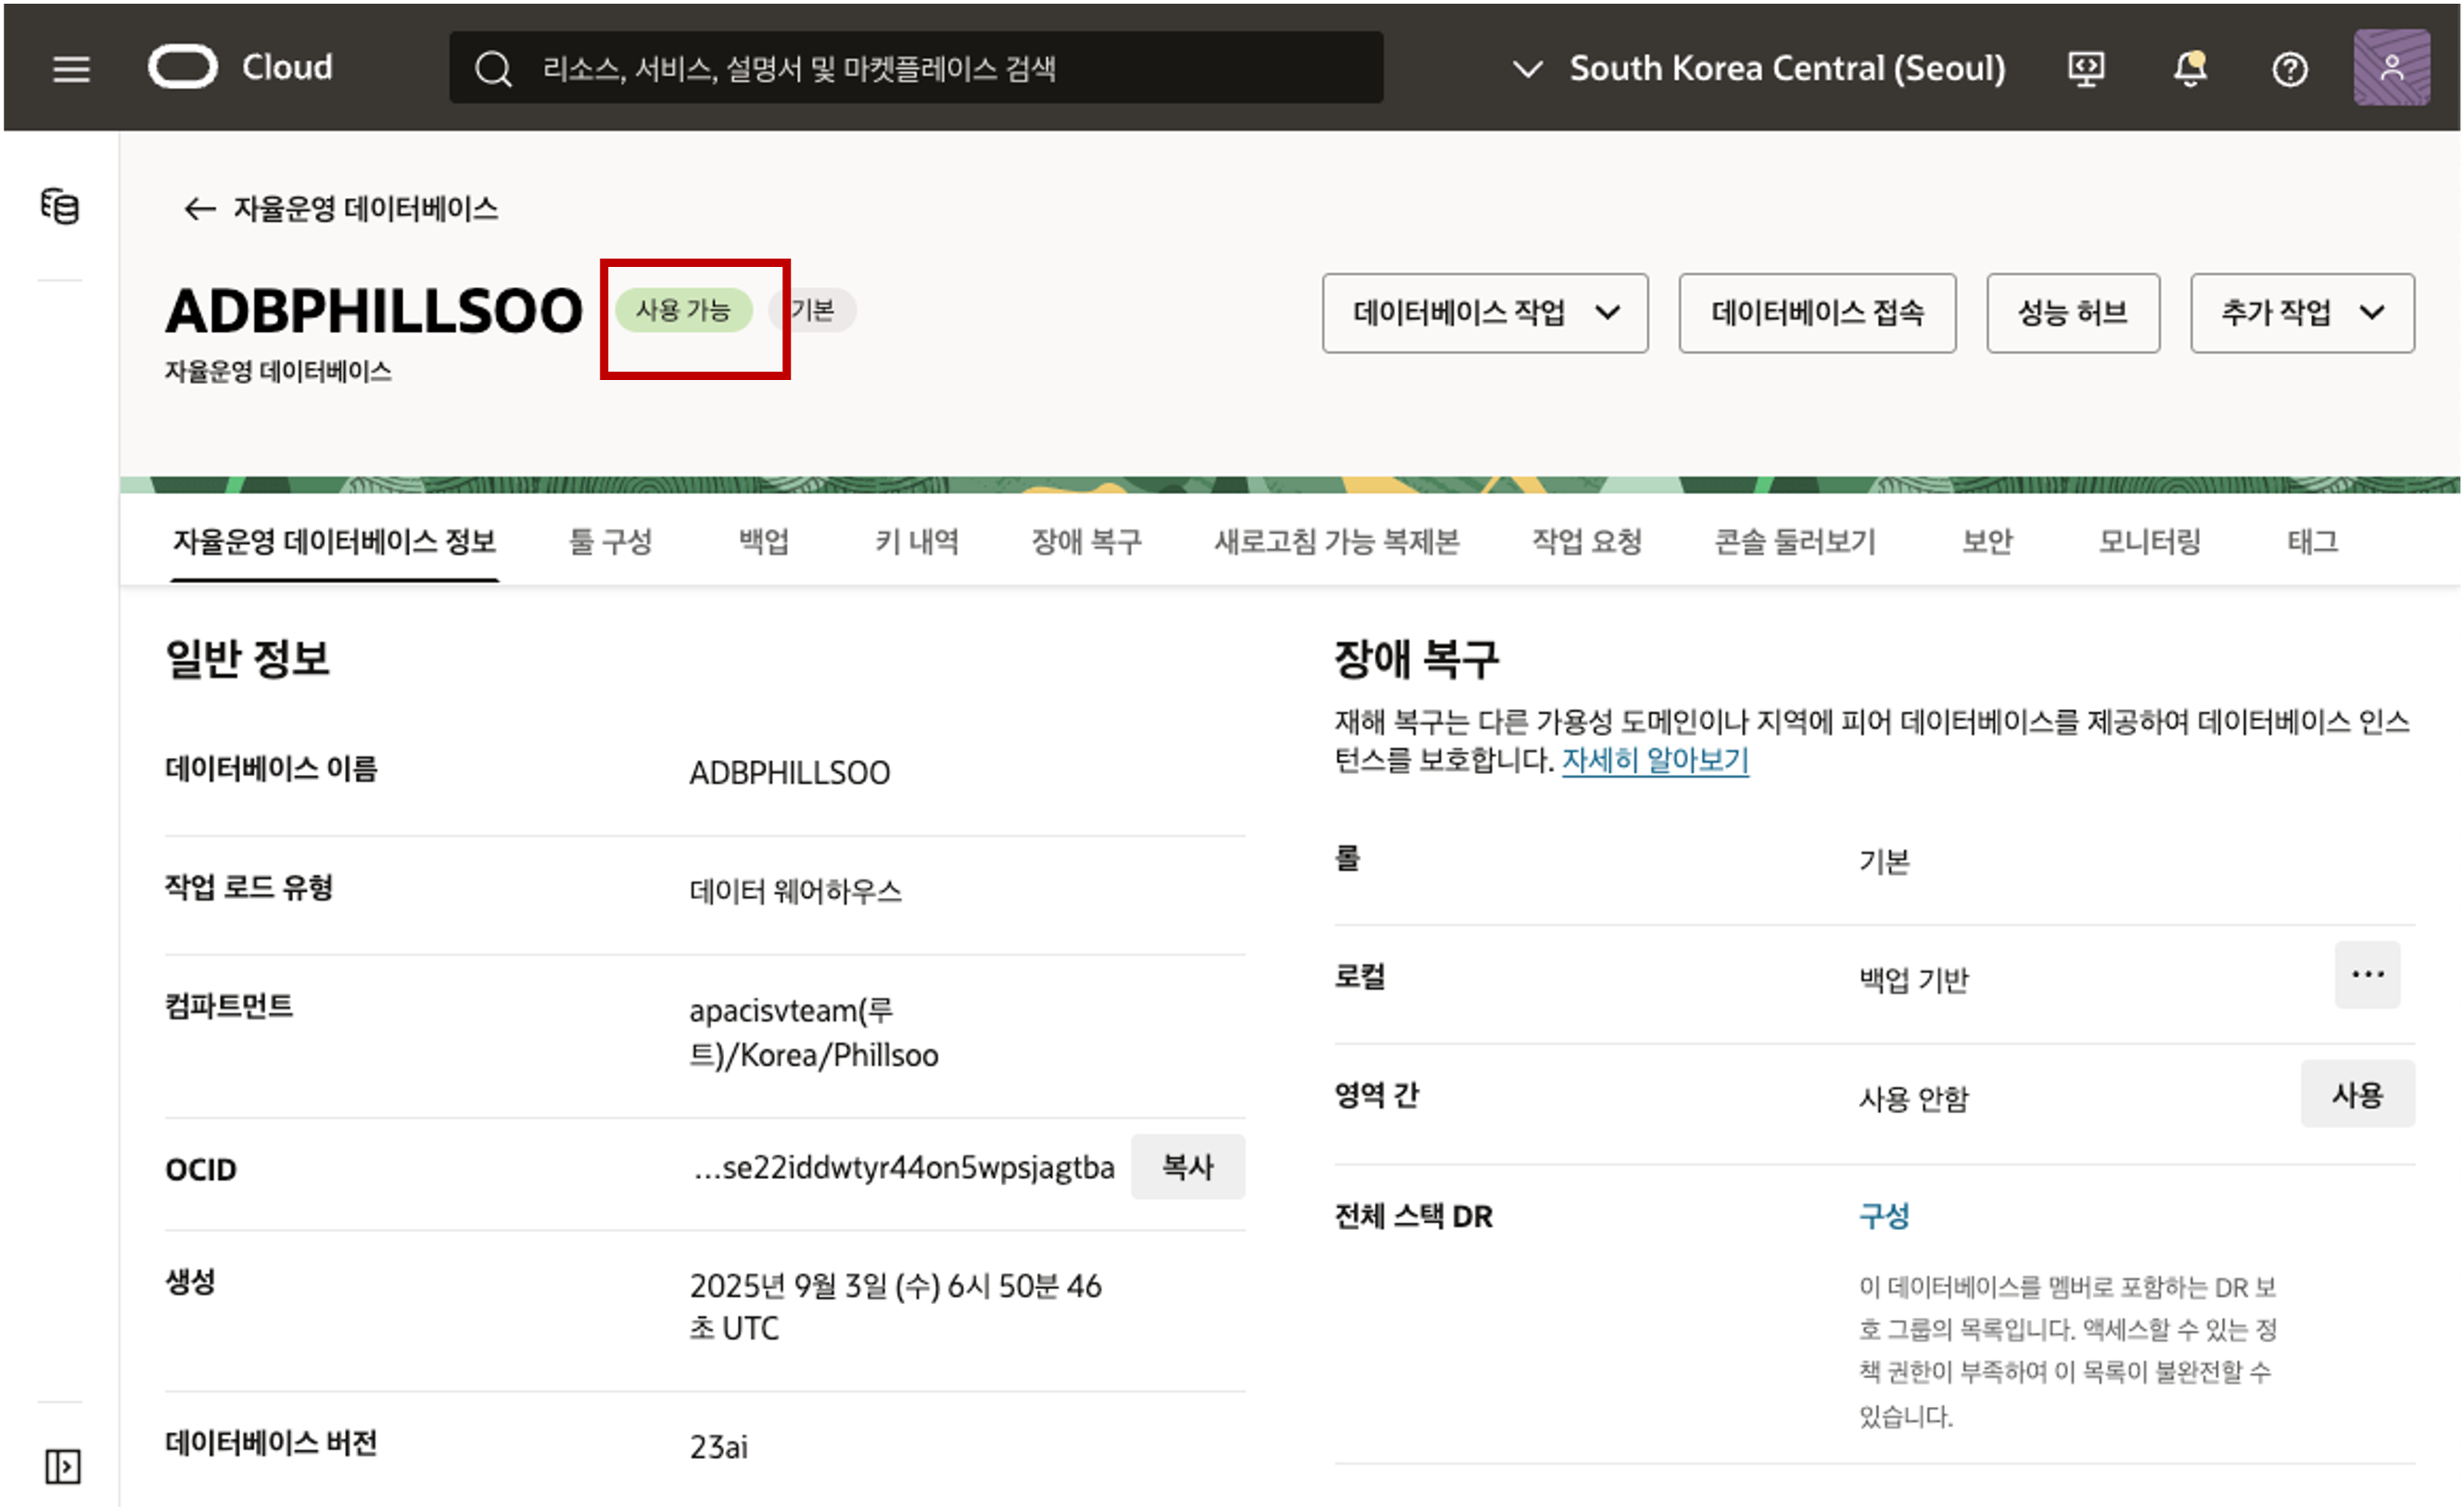 Cloud
리소스, 서비스, 설명서 및 마켓플레이스 검색
South Korea Central (Seoul)
자율운영 데이터베이스
ADBPHILLSOO
사용 가능
기본
데이터베이스 작업
데이터베이스 접속
성능 허브
추가 작업
자율운영 데이터베이스
자율운영 데이터베이스 정보
툴 구성
백업
키 내역
장애 복구
새로고침 가능 복제본
작업 요청
콘솔 둘러보기
보안
모니터링
태그
일반 정보
데이터베이스 이름
ADBPHILLSOO
작업 로드 유형
데이터 웨어하우스
컴파트먼트
apacisvteam(루
트)/Korea/Phillsoo
OCID
...se22iddwtyr44on5wpsjagtba
복사
생성
2025년 9월 3일 (수) 6시 50분 46
초 UTC
데이터베이스 버전
23ai
장애 복구
재해 복구는 다른 가용성 도메인이나 지역에 피어 데이터베이스를 제공하여 데이터베이스 인스
턴스를 보호합니다. 자세히 알아보기
롤
기본
로컬
백업 기반
영역 간
사용 안함
사용
전체 스택 DR
구성
이 데이터베이스를 멤버로 포함하는 DR 보
호 그룹의 목록입니다. 액세스할 수 있는 정
책 권한이 부족하여 이 목록이 불완전할 수
있습니다.